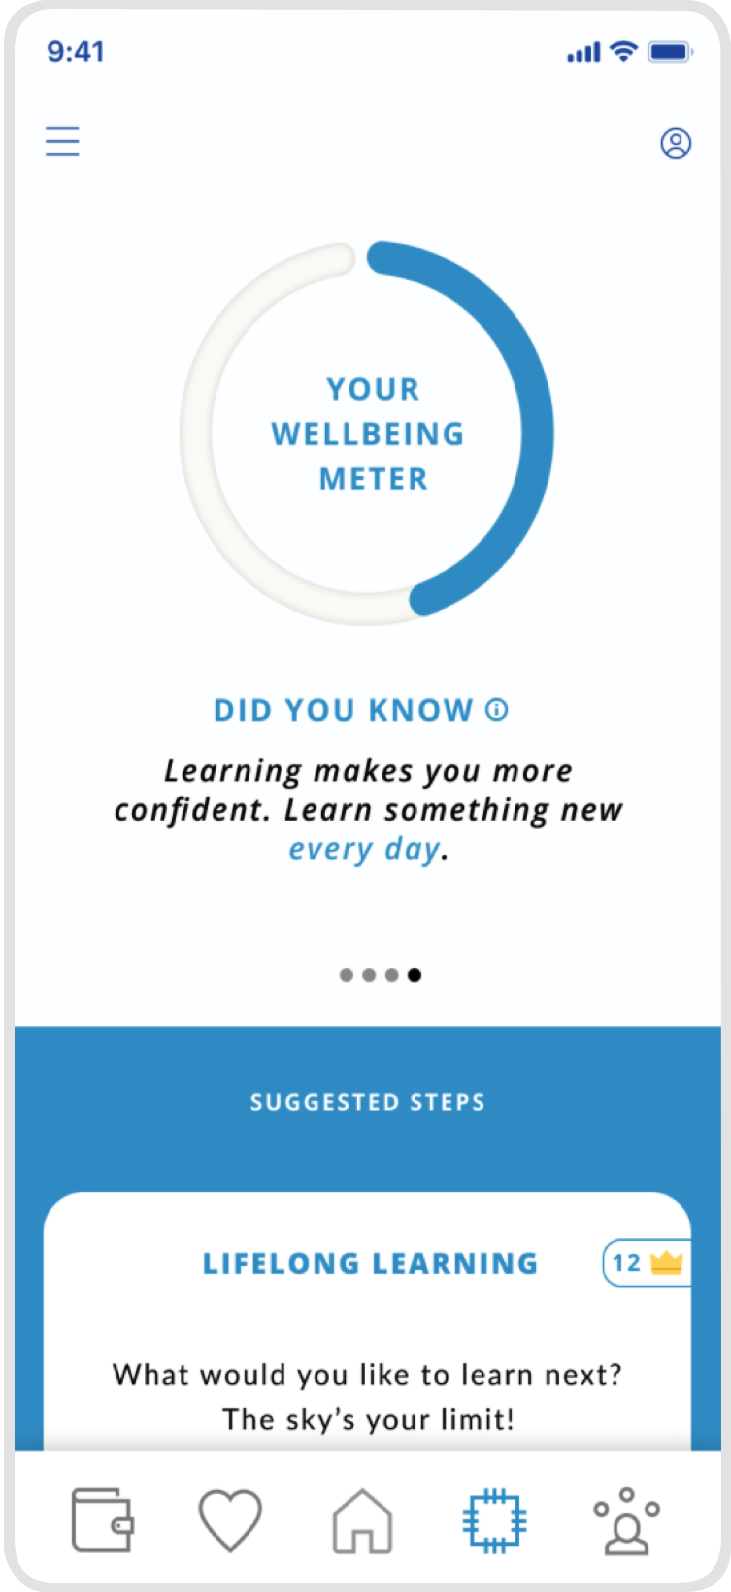 9:41
YOUR
WELLBEING
METER
DID YOU KNOW
Learning makes you more
confident. Learn something new
every day.
SUGGESTED STEPS
LIFELONG LEARNING
12
What would you like to learn next?
The sky’s your limit!